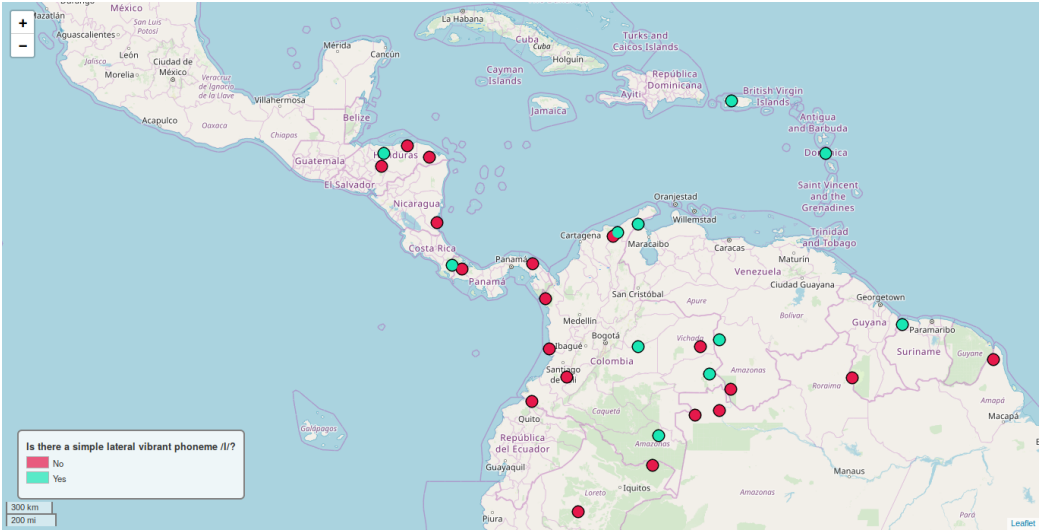 +
−
Mazatlán
México
San Luis
Potosí
Aguascalientes
León
Jalisco
Ciudad de
México
Morelia
Veracruz
de Ignacio
de la Llave
Villahermosa
Acapulco
Oaxaca
Chiapas
Mérida
Cancún
Belize
Guatemala
Honduras
El Salvador
Nicaragua
Costa Rica
Panamá
Panamá
La Habana
Cuba
Cuba
Holguín
Cayman
Islands
Jamaica
Turks and
Caicos Islands
Ayiti
República
Dominicana
British Virgin
Islands
Antigua
and Barbuda
Dominica
Saint Vincent
and the
Grenadines
Trinidad
and Tobago
Oranjestad
Willemstad
Cartagena
Maracaibo
Caracas
Maturín
Ciudad Guayana
Venezuela
San Cristóbal
Apure
Bolívar
Georgetown
Guyana
Paramaribo
Suriname
Guyane
Medellín
Bogotá
Ibagué
Colombia
Vichada
Santiago
de Cali
Amazonas
Roraima
Amapá
Macapá
Caquetá
Quito
República
del Ecuador
Guayaquil
Amazonas
Galápagos
Loreto
Iquitos
Manaus
Amazonas
Pará
Piura
Is there a simple lateral vibrant phoneme /l/?
No
Yes
300 km
200 mi
Leaflet